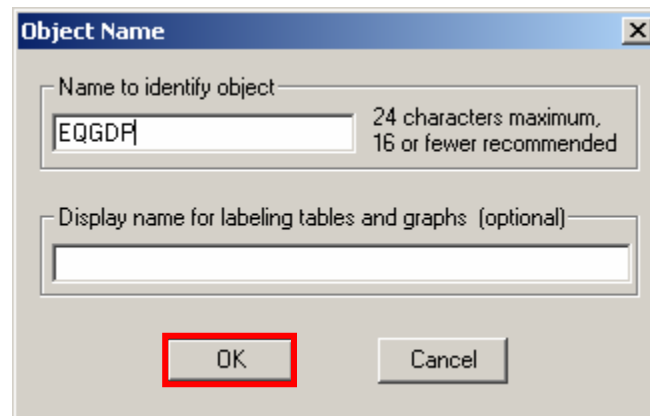 Object Name
Name to identify object
EQGDP
24 characters maximum,
16 or fewer recommended
Display name for labeling tables and graphs (optional)
OK
Cancel